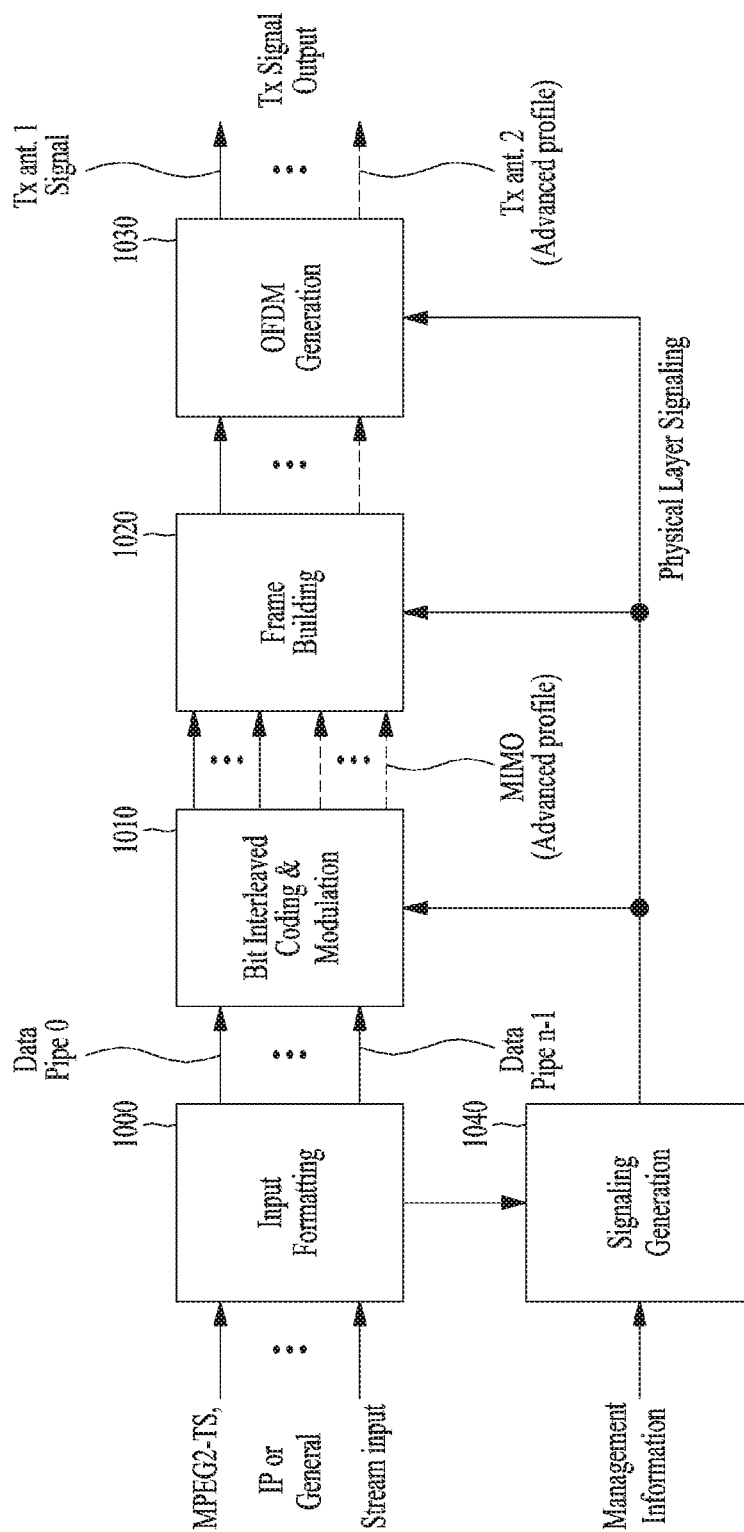 MPEG2-TS,
IP or
General
Stream input
Management
Information
1000
Input
Formatting
1040
Signaling
Generation
Data
Pipe 0
Data
Pipe n-1
1010
Bit Interleaved
Coding &
Modulation
MIMO
(Advanced profile)
1020
Frame
Building
Physical Layer Signaling
1030
OFDM
Generation
Tx ant. 1
Signal
Tx Signal
Output
Tx ant. 2
(Advanced profile)